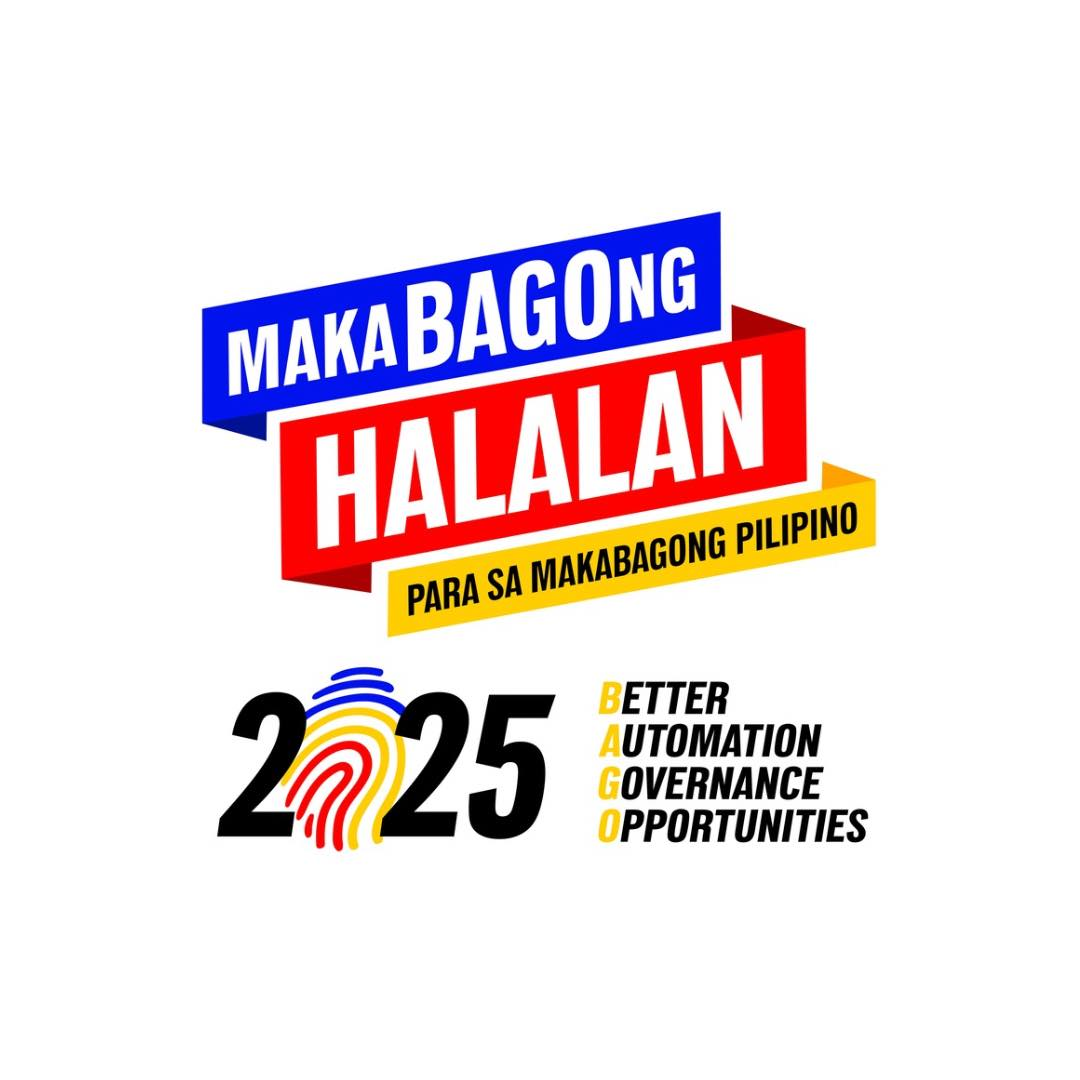 MAKABAGONG
HALALAN
PARA SA MAKABAGONG PILIPINO
2025
BETTER
AUTOMATION
GOVERNANCE
OPPORTUNITIES